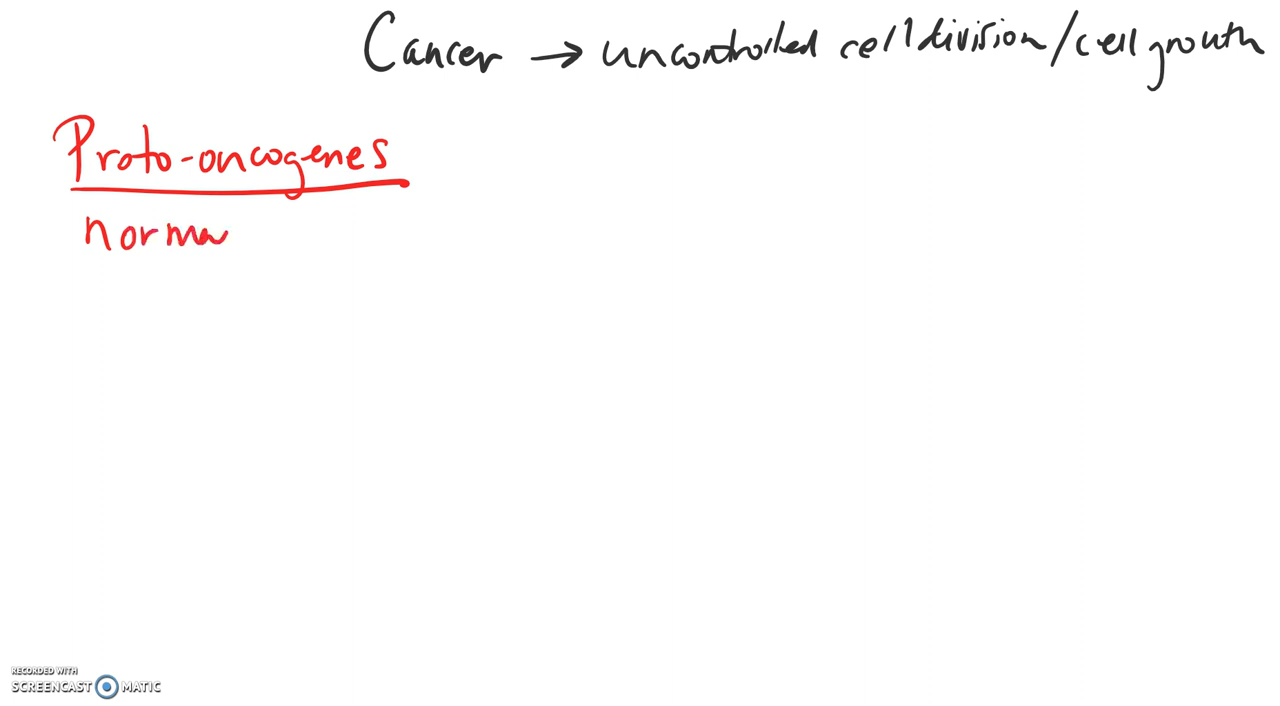 Cancer → uncontrolled cell division/cell growth
Proto-oncogenes
norma
RECORDED WITH
SCREENCAST MATIC